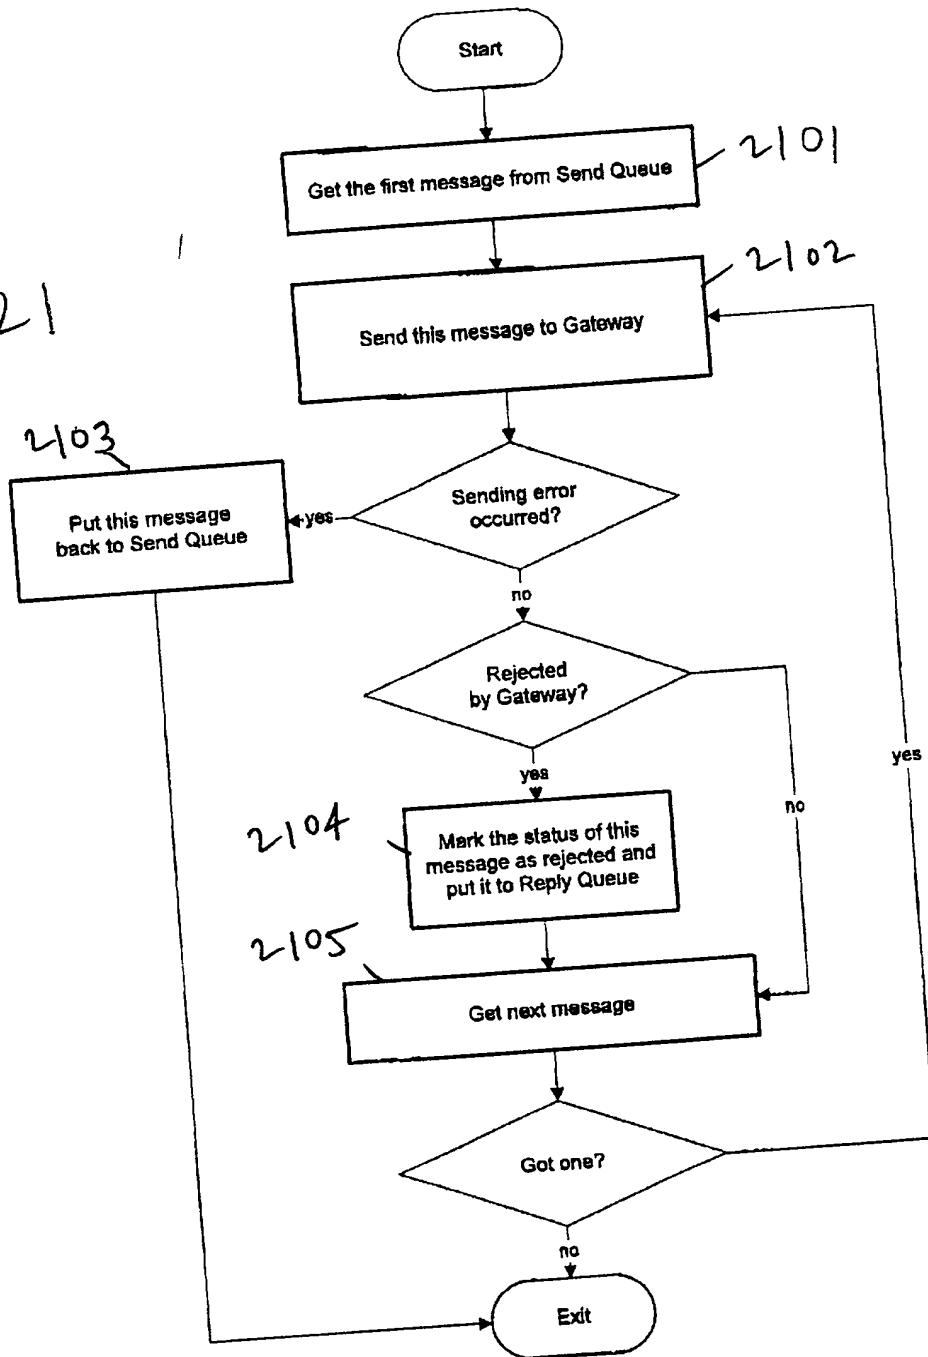 Start
Get the first message from Send Queue
2101
21
Send this message to Gateway
2102
2103
Put this message
back to Send Queue
yes
Sending error
occurred?
no
Rejected
by Gateway?
yes
no
yes
2104
Mark the status of this
message as rejected and
put it to Reply Queue
2105
Get next message
Got one?
no
Exit